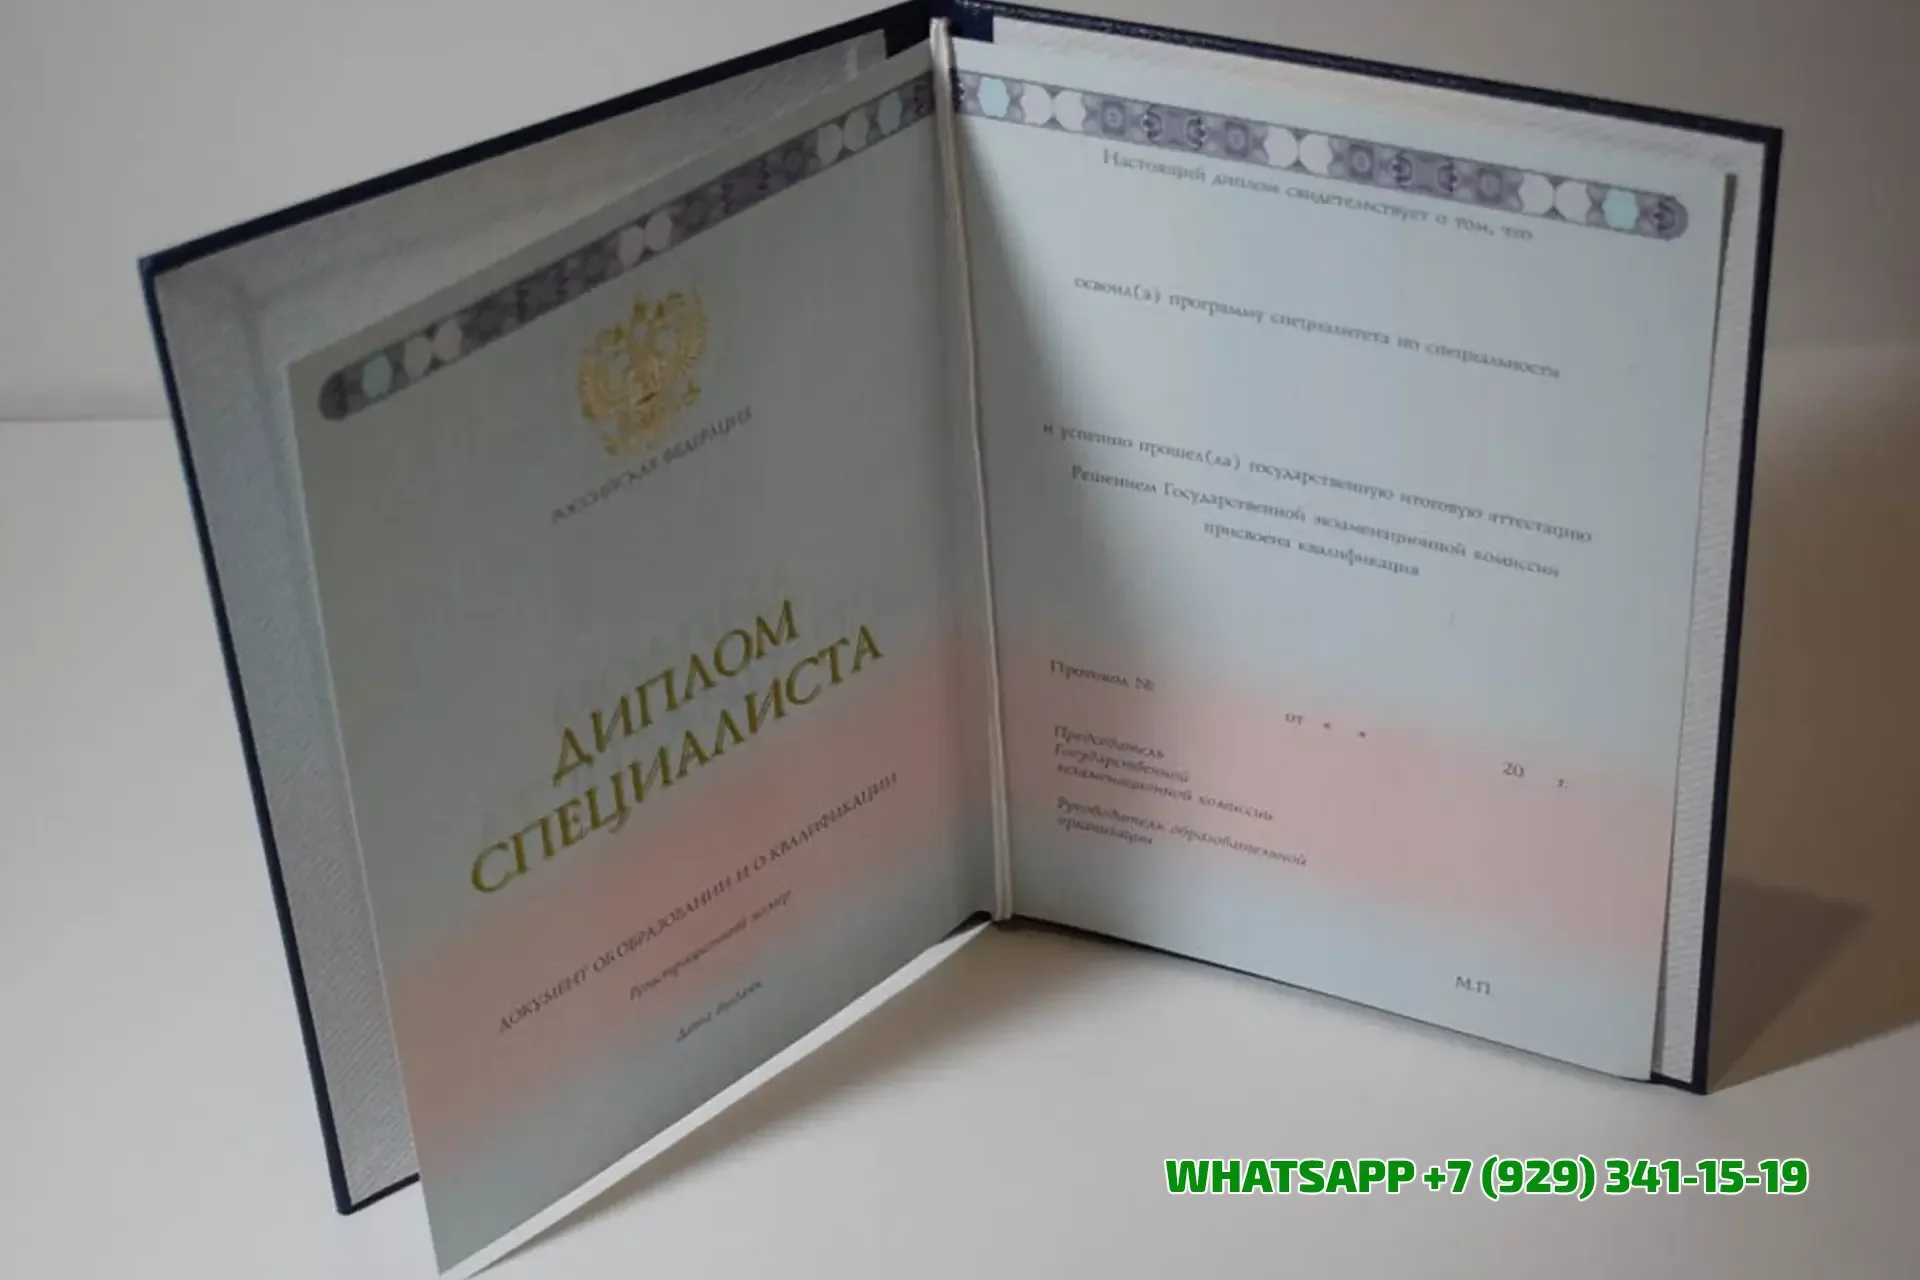 РОССИЙСКАЯ ФЕДЕРАЦИЯ
ДИПЛОМ
СПЕЦИАЛИСТА
ДОКУМЕНТ ОБ ОБРАЗОВАНИИ И О КВАЛИФИКАЦИИ
Регистрационный номер
Дата выдачи
Настоящий диплом свидетельствует о том, что
освоил(а) программу специалитета по специальности
и успешно прошел(ла) государственную итоговую аттестацию
Решением Государственной экзаменационной комиссии
присвоена квалификация
Протокол №
от « »
20 г.
Председатель
Государственной
экзаменационной комиссии
Руководитель образовательной
организации
М.П.
WHATSAPP +7 (929) 341-15-19